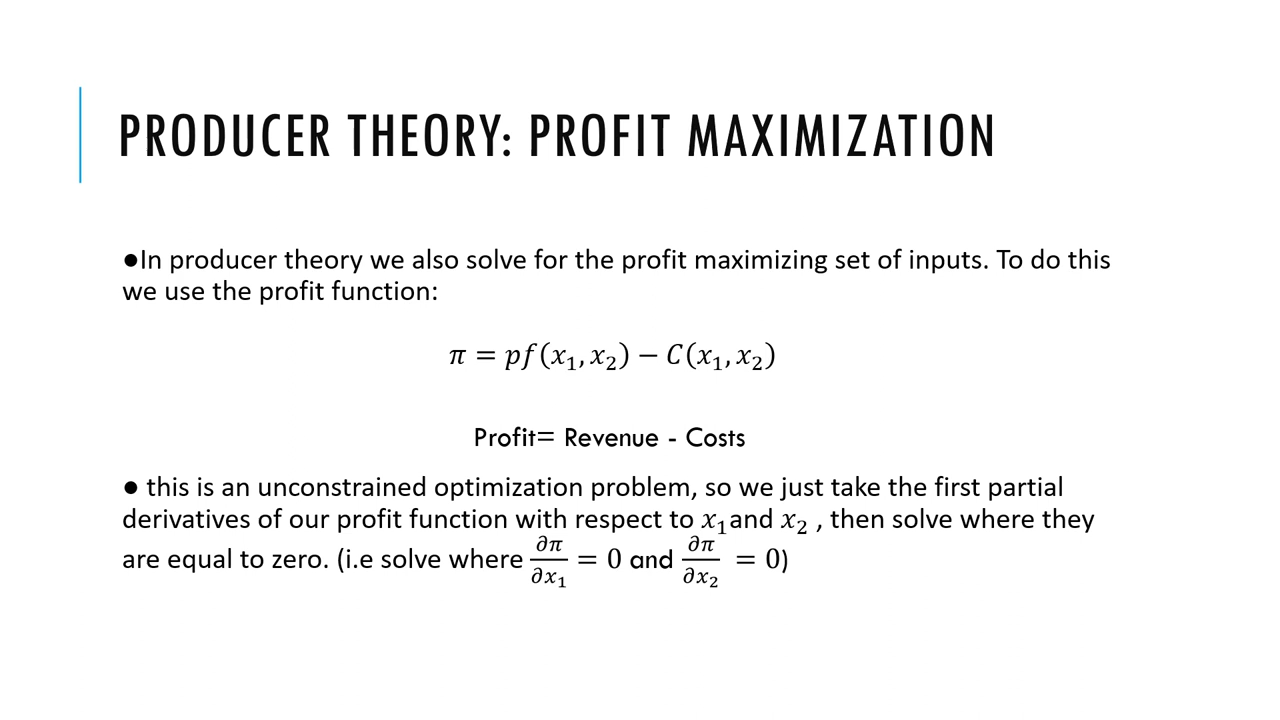 PRODUCER THEORY: PROFIT MAXIMIZATION
●In producer theory we also solve for the profit maximizing set of inputs. To do this
we use the profit function:
𝜋 = 𝑝𝑓(𝑥₁, 𝑥₂) − 𝐶(𝑥₁, 𝑥₂)
Profit= Revenue - Costs
● this is an unconstrained optimization problem, so we just take the first partial
derivatives of our profit function with respect to 𝑥₁and 𝑥₂ , then solve where they
are equal to zero. (i.e solve where ∂𝜋/∂𝑥₁ = 0 and ∂𝜋/∂𝑥₂ = 0)